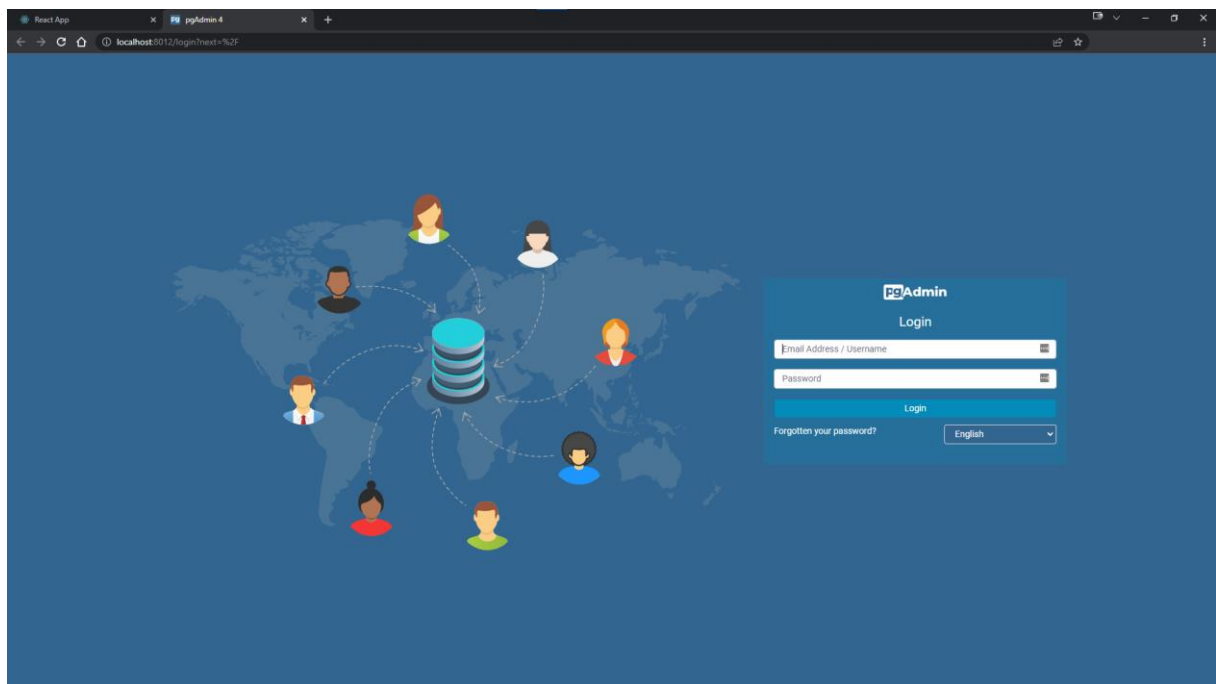 React App
pgAdmin 4
localhost:8012/login?next=%2F
pgAdmin
Login
Email Address / Username
Password
Login
Forgotten your password?
English